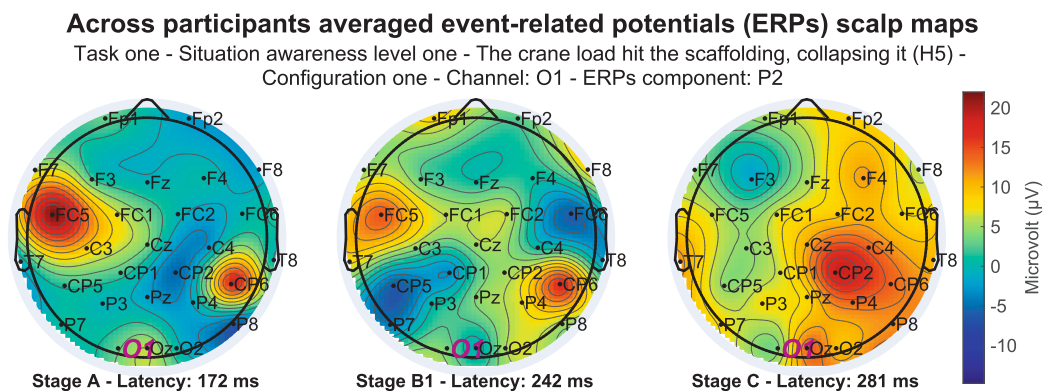 Across participants averaged event-related potentials (ERPs) scalp maps
Task one - Situation awareness level one - The crane load hit the scaffolding, collapsing it (H5) -
Configuration one - Channel: O1 - ERPs component: P2
Fp1 Fp2
F7 F3 Fz F4 F8
FC5 FC1 FC2 FC6
T7 C3 Cz C4 T8
CP5 CP1 CP2 CP6
P7 P3 Pz P4 P8
O1 Oz O2
Stage A - Latency: 172 ms
Fp1 Fp2
F7 F3 Fz F4 F8
FC5 FC1 FC2 FC6
T7 C3 Cz C4 T8
CP5 CP1 CP2 CP6
P7 P3 Pz P4 P8
O1 Oz O2
Stage B1 - Latency: 242 ms
Fp1 Fp2
F7 F3 Fz F4 F8
FC5 FC1 FC2 FC6
T7 C3 Cz C4 T8
CP5 CP1 CP2 CP6
P7 P3 Pz P4 P8
O1 Oz O2
Stage C - Latency: 281 ms
20
15
10
5
0
-5
-10
Microvolt (μV)